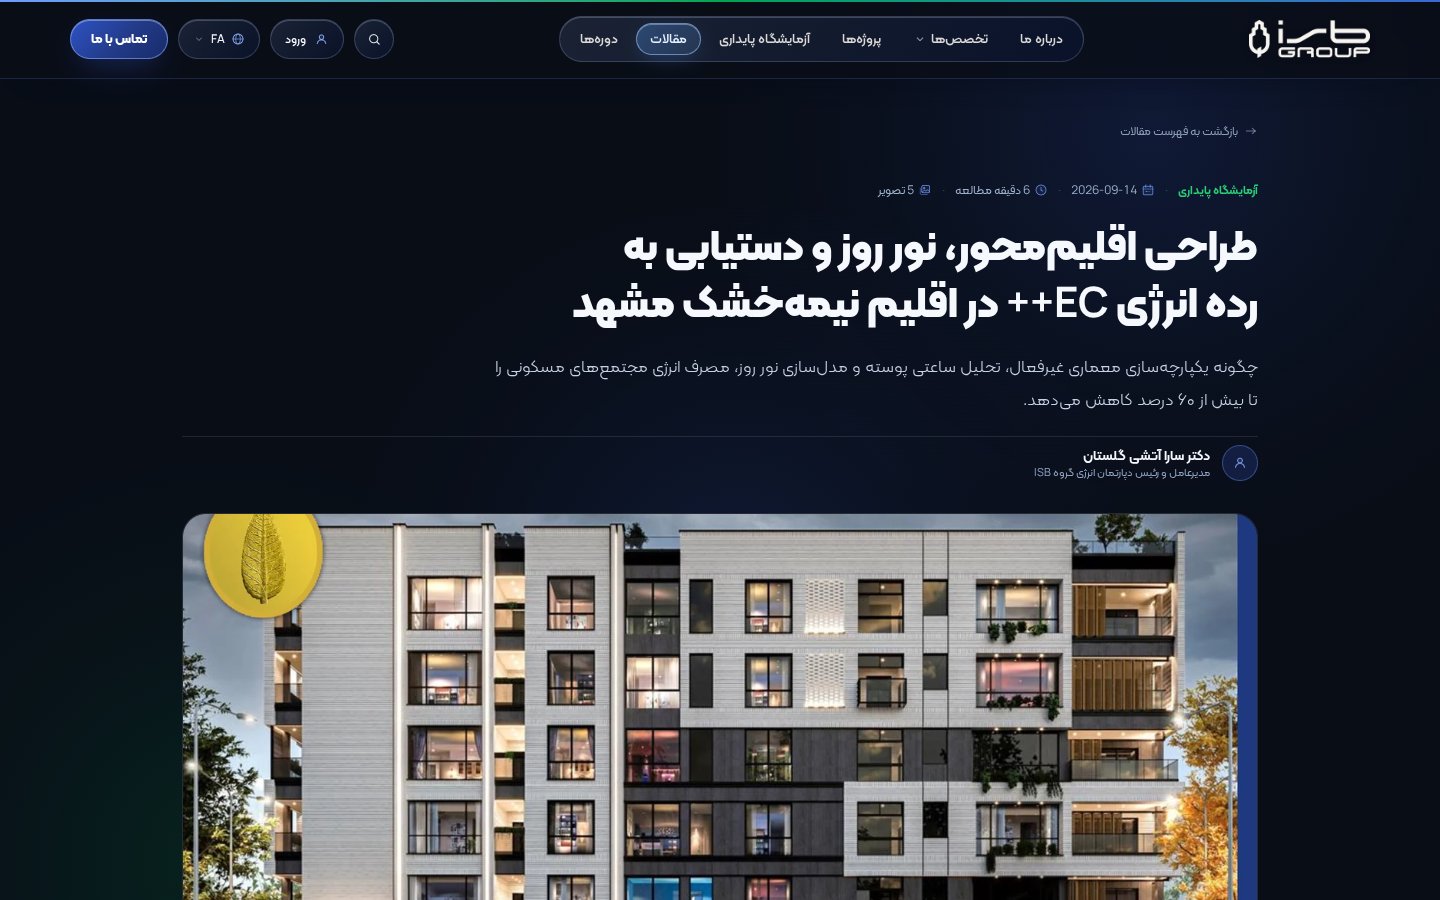 isb
GROUP
درباره ما
تخصص‌ها
پروژه‌ها
آزمایشگاه پایداری
مقالات
دوره‌ها
ورود
FA
تماس با ما
بازگشت به فهرست مقالات
آزمایشگاه پایداری · 2026-09-14 · 6 دقیقه مطالعه · 5 تصویر
طراحی اقلیم‌محور، نور روز و دستیابی به
رده انرژی EC++ در اقلیم نیمه‌خشک مشهد
چگونه یکپارچه‌سازی معماری غیرفعال، تحلیل ساعتی پوسته و مدل‌سازی نور روز، مصرف انرژی مجتمع‌های مسکونی را
تا بیش از ۶۰ درصد کاهش می‌دهد.
دکتر سارا آتشی گلستان
مدیرعامل و رئیس دپارتمان انرژی گروه ISB